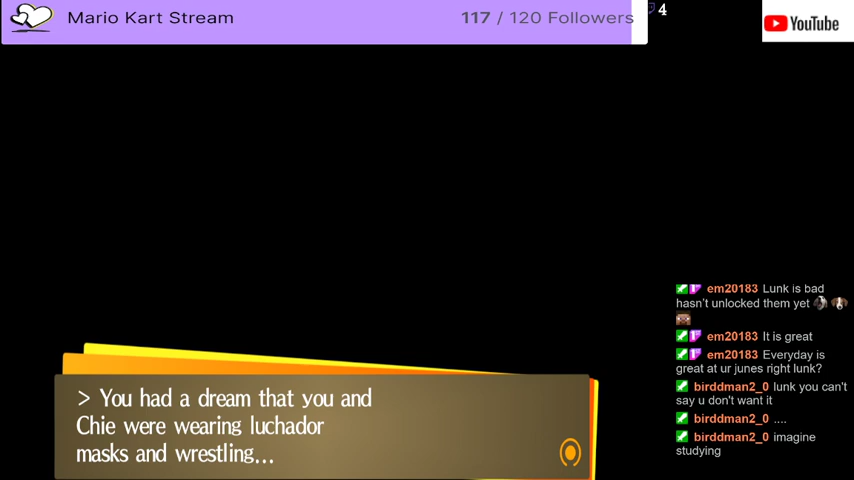 Mario Kart Stream
117 / 120 Followers
4
YouTube
em20183 Lunk is bad
hasn't unlocked them yet
em20183 It is great
em20183 Everyday is
great at ur junes right lunk?
birddman2_0 lunk you can't
say u don't want it
birddman2_0 ....
birddman2_0 imagine
studying
> You had a dream that you and
Chie were wearing luchador
masks and wrestling...